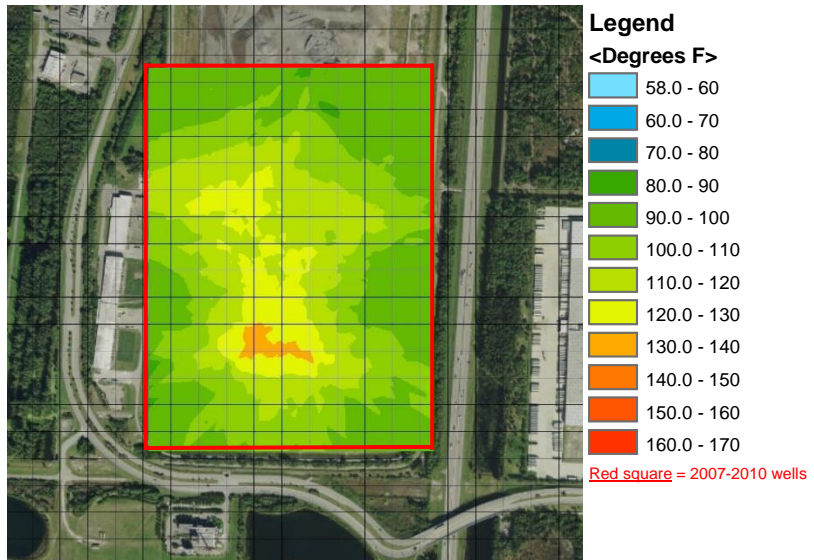 Legend
<Degrees F>
58.0 - 60
60.0 - 70
70.0 - 80
80.0 - 90
90.0 - 100
100.0 - 110
110.0 - 120
120.0 - 130
130.0 - 140
140.0 - 150
150.0 - 160
160.0 - 170
Red square = 2007-2010 wells